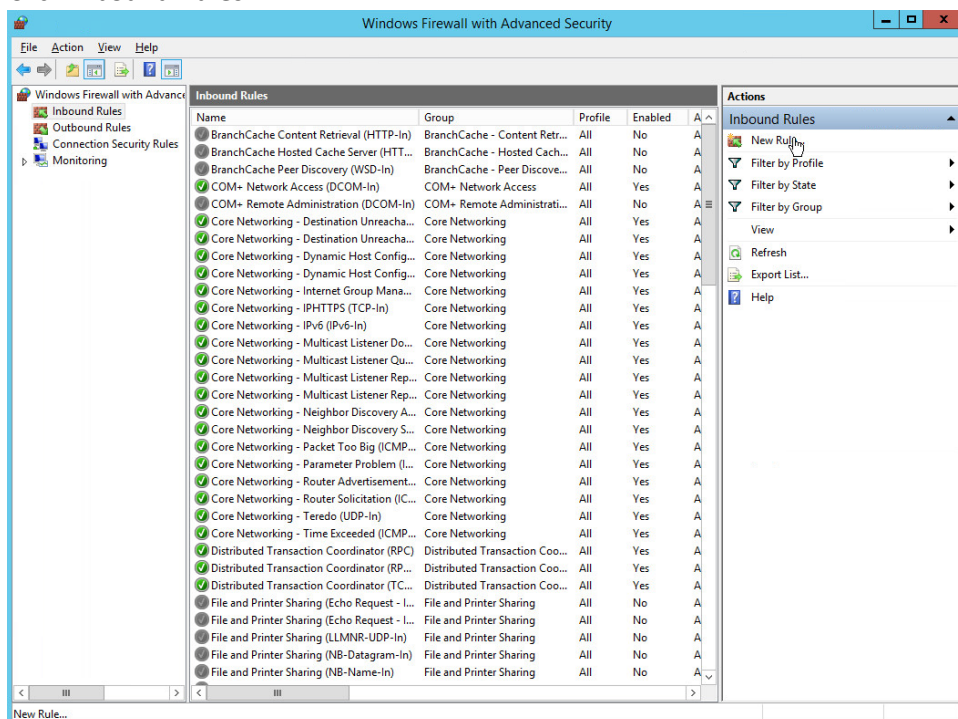 Windows Firewall with Advanced Security
File Action View Help
Windows Firewall with Advance
Inbound Rules
Outbound Rules
Connection Security Rules
Monitoring
Inbound Rules
Name Group Profile Enabled A
BranchCache Content Retrieval (HTTP-In) BranchCache - Content Retr... All No A
BranchCache Hosted Cache Server (HTT... BranchCache - Hosted Cach... All No A
BranchCache Peer Discovery (WSD-In) BranchCache - Peer Discove... All No A
COM+ Network Access (DCOM-In) COM+ Network Access All Yes A
COM+ Remote Administration (DCOM-In) COM+ Remote Administrati... All No A
Core Networking - Destination Unreacha... Core Networking All Yes A
Core Networking - Destination Unreacha... Core Networking All Yes A
Core Networking - Dynamic Host Config... Core Networking All Yes A
Core Networking - Dynamic Host Config... Core Networking All Yes A
Core Networking - Internet Group Mana... Core Networking All Yes A
Core Networking - IPHTTPS (TCP-In) Core Networking All Yes A
Core Networking - IPv6 (IPv6-In) Core Networking All Yes A
Core Networking - Multicast Listener Do... Core Networking All Yes A
Core Networking - Multicast Listener Qu... Core Networking All Yes A
Core Networking - Multicast Listener Rep... Core Networking All Yes A
Core Networking - Multicast Listener Rep... Core Networking All Yes A
Core Networking - Neighbor Discovery A... Core Networking All Yes A
Core Networking - Neighbor Discovery S... Core Networking All Yes A
Core Networking - Packet Too Big (ICMP... Core Networking All Yes A
Core Networking - Parameter Problem (I... Core Networking All Yes A
Core Networking - Router Advertisement... Core Networking All Yes A
Core Networking - Router Solicitation (IC... Core Networking All Yes A
Core Networking - Teredo (UDP-In) Core Networking All Yes A
Core Networking - Time Exceeded (ICMP... Core Networking All Yes A
Distributed Transaction Coordinator (RPC) Distributed Transaction Coo... All Yes A
Distributed Transaction Coordinator (RP... Distributed Transaction Coo... All Yes A
Distributed Transaction Coordinator (TC... Distributed Transaction Coo... All Yes A
File and Printer Sharing (Echo Request - I... File and Printer Sharing All No A
File and Printer Sharing (Echo Request - I... File and Printer Sharing All No A
File and Printer Sharing (LLMNR-UDP-In) File and Printer Sharing All No A
File and Printer Sharing (NB-Datagram-In) File and Printer Sharing All No A
File and Printer Sharing (NB-Name-In) File and Printer Sharing All No A
Actions
Inbound Rules
New Rule...
Filter by Profile
Filter by State
Filter by Group
View
Refresh
Export List...
Help
New Rule...